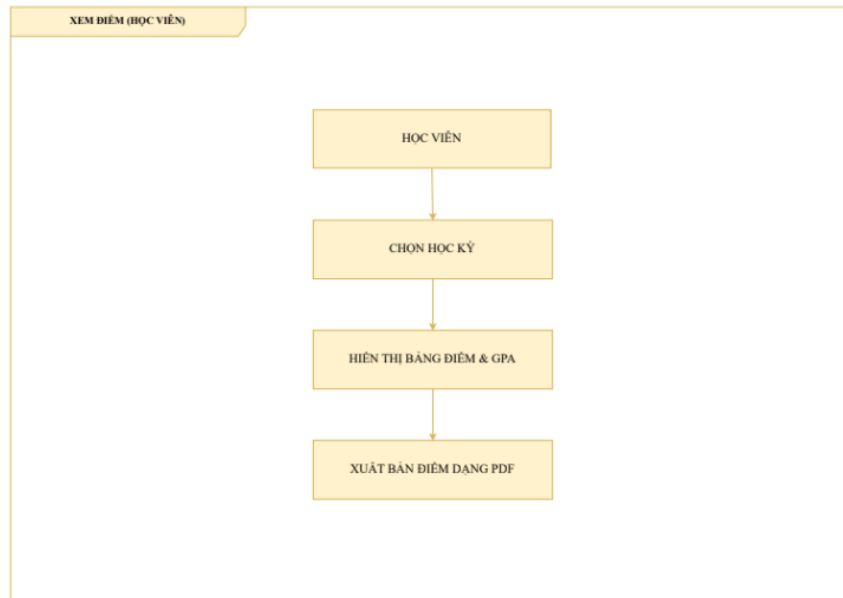 XEM ĐIỂM (HỌC VIÊN)
HỌC VIÊN
CHỌN HỌC KỲ
HIỂN THỊ BẢNG ĐIỂM & GPA
XUẤT BẢN ĐIỂM DẠNG PDF